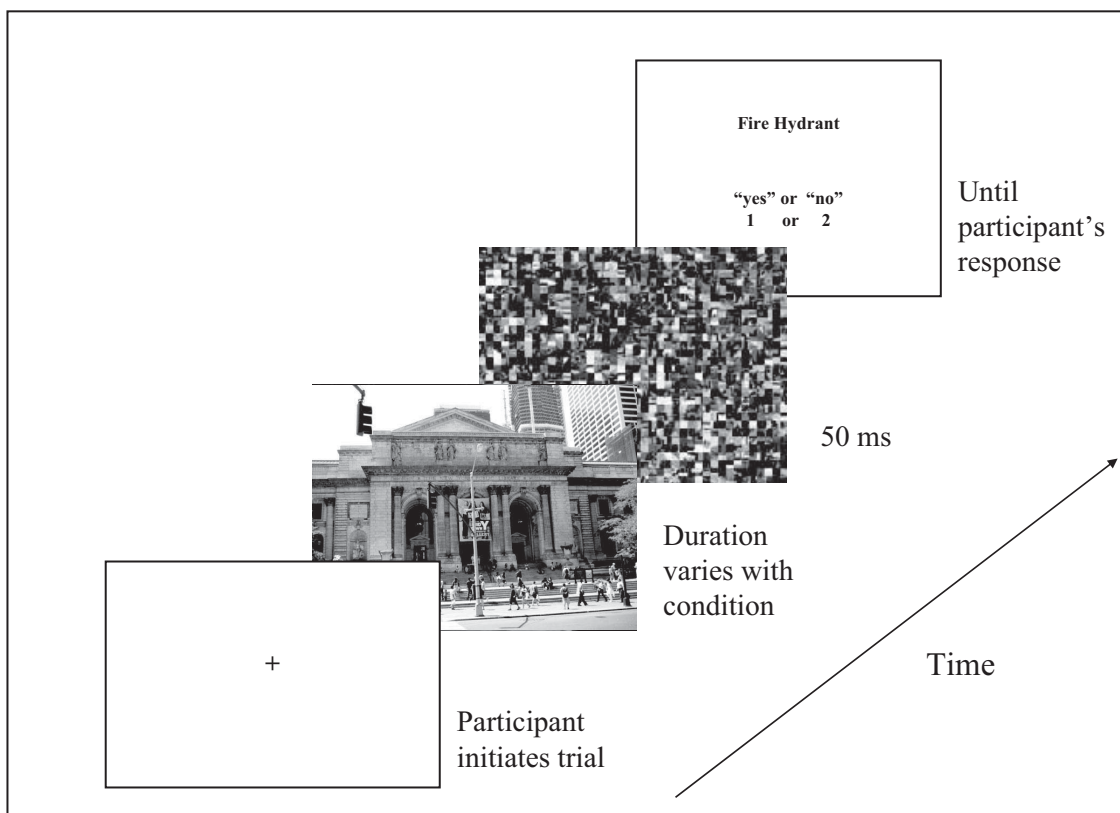 Fire Hydrant
“yes” or “no”
1 or 2
Until
participant’s
response
50 ms
Duration
varies with
condition
Time
+
Participant
initiates trial